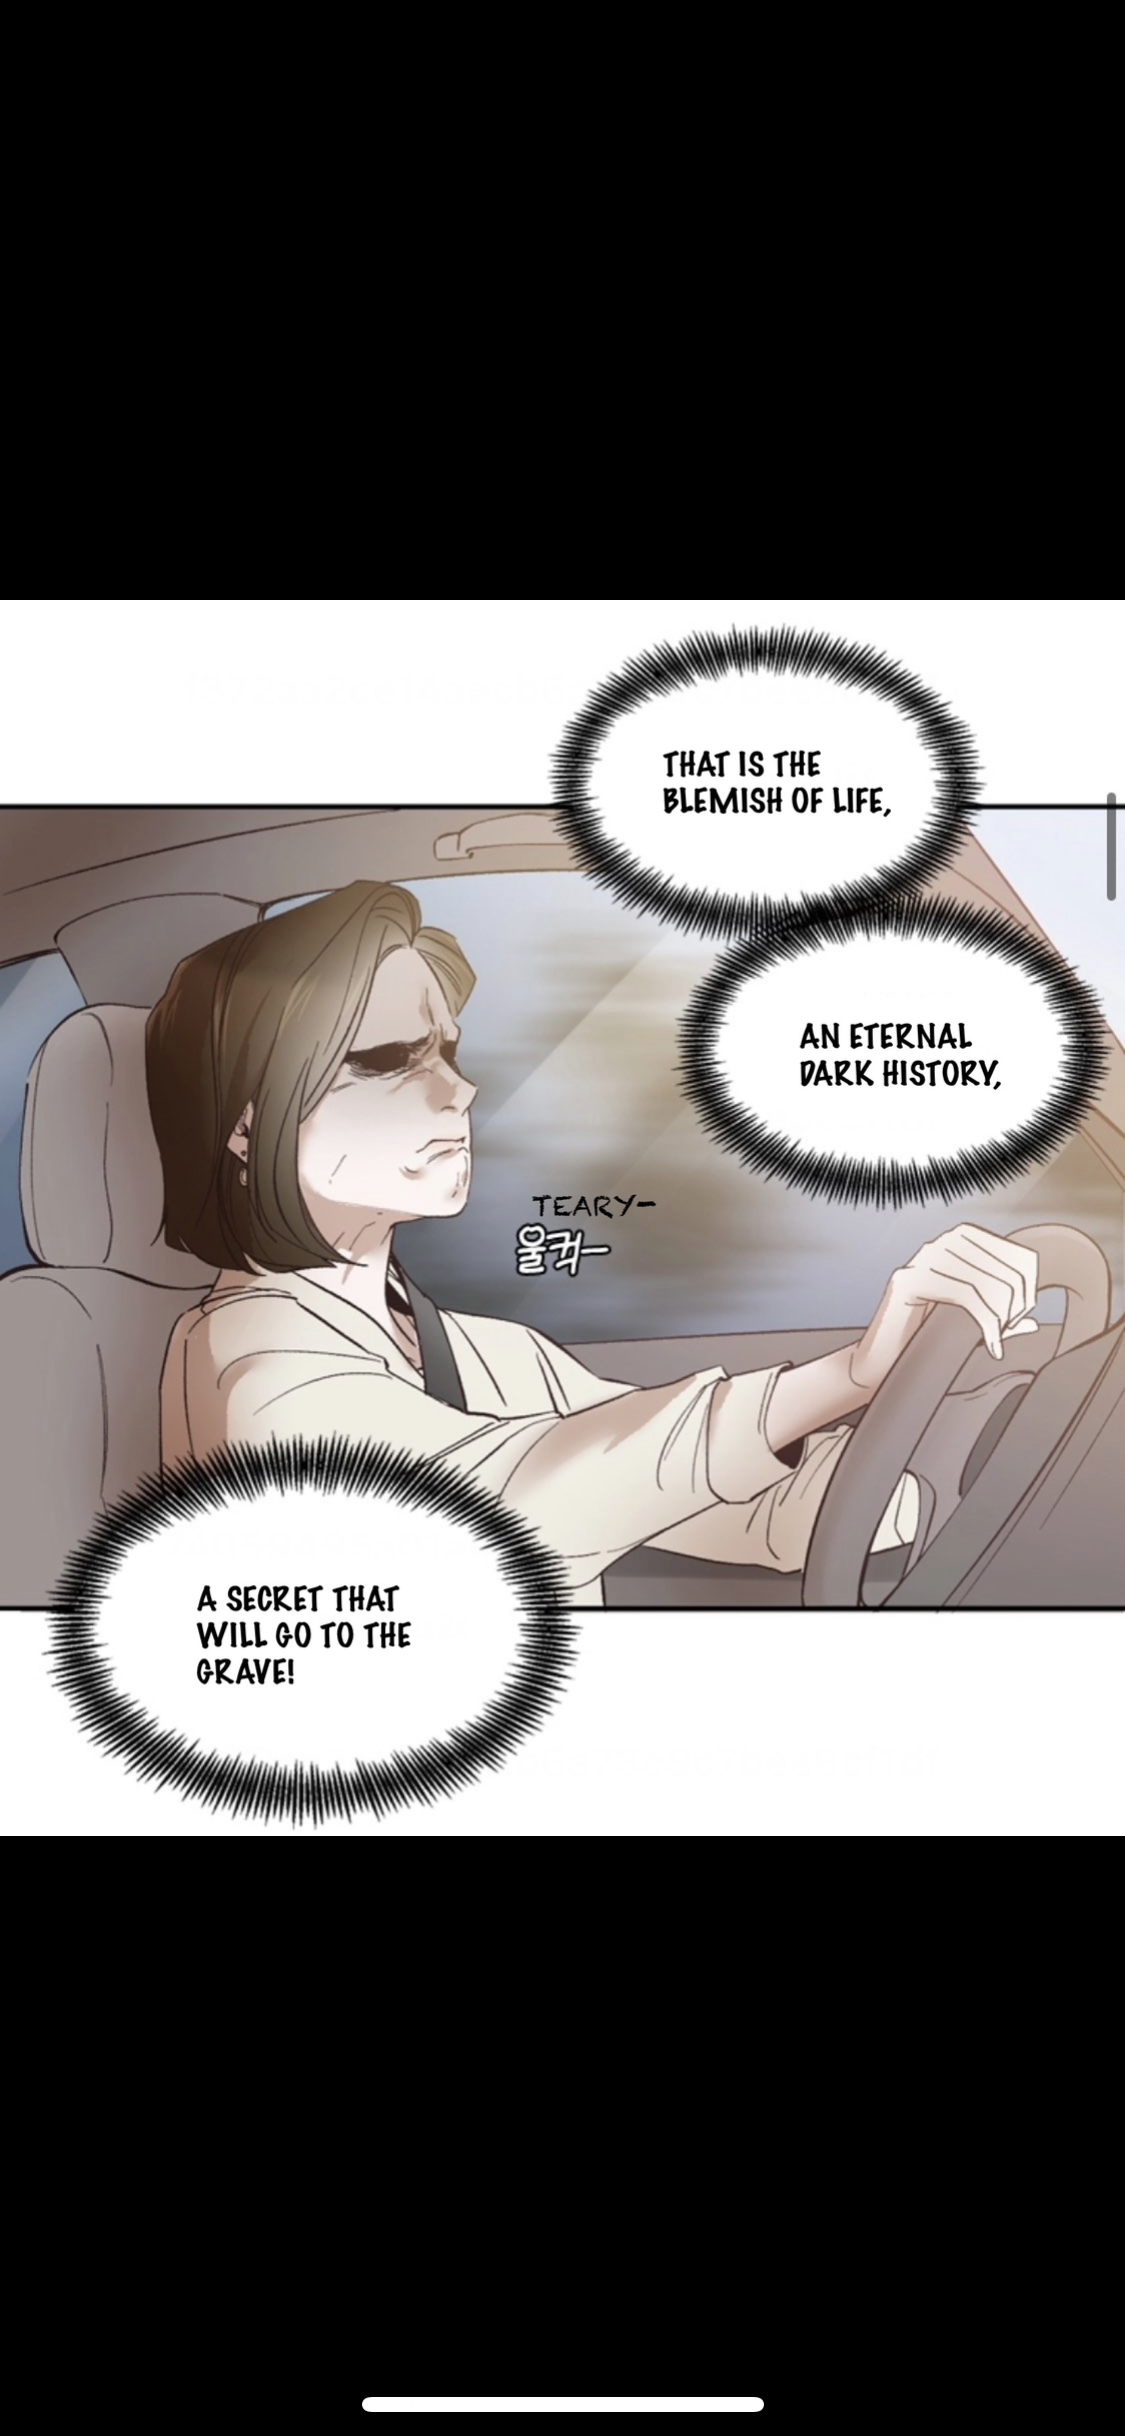 THAT IS THE
BLEMISH OF LIFE,
AN ETERNAL
DARK HISTORY,
TEARY-
울컥-
A SECRET THAT
WILL GO TO THE
GRAVE!